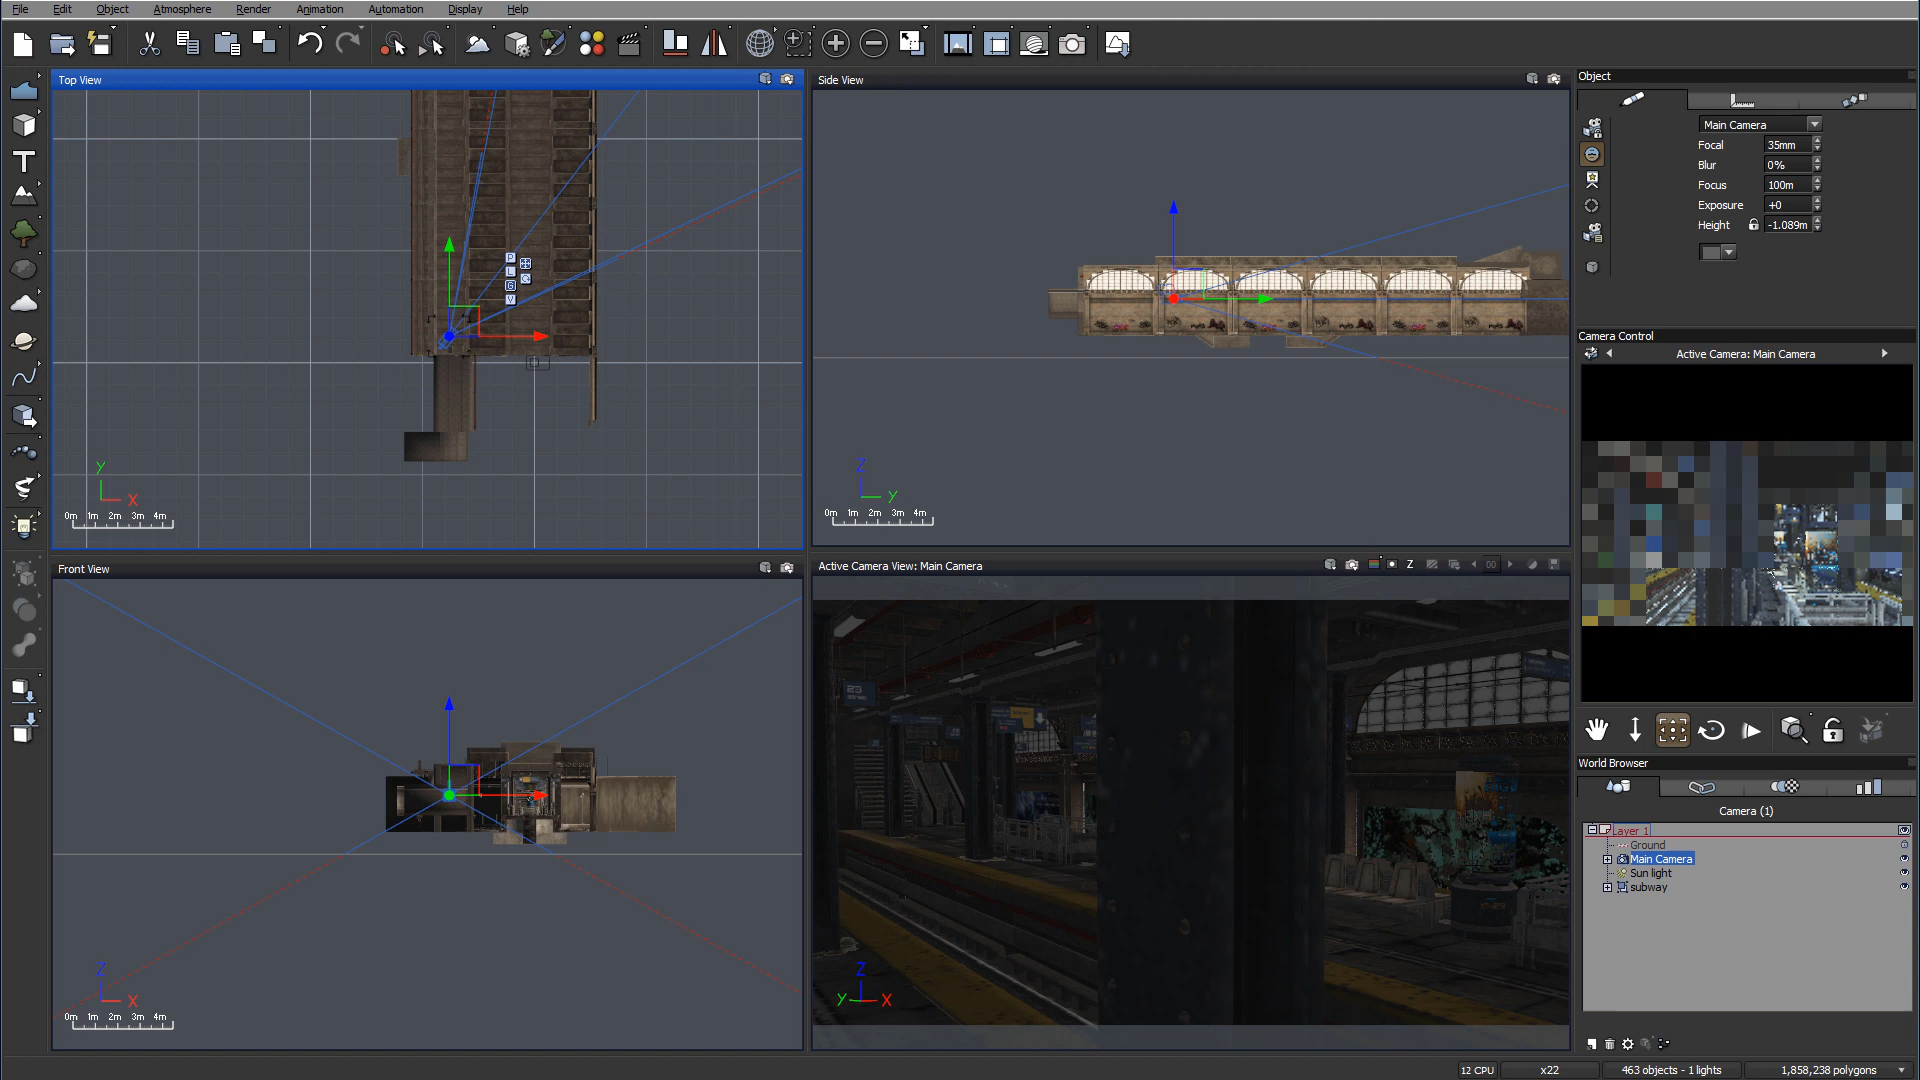 File Edit Object Atmosphere Render Animation Automation Display Help
Top View
Side View
Object
Main Camera
Focal 35mm
Blur 0%
Focus 100m
Exposure +0
Height -1.089m
P
L
G
V
Y
X
0m 1m 2m 3m 4m
Z
Y
0m 1m 2m 3m 4m
Camera Control
Active Camera: Main Camera
Front View
Active Camera View: Main Camera
Z
00
23
Z
X
0m 1m 2m 3m 4m
Z
Y
X
World Browser
Camera (1)
Layer 1
Ground
Main Camera
Sun light
subway
12 CPU
x22
463 objects - 1 lights
1,858,238 polygons